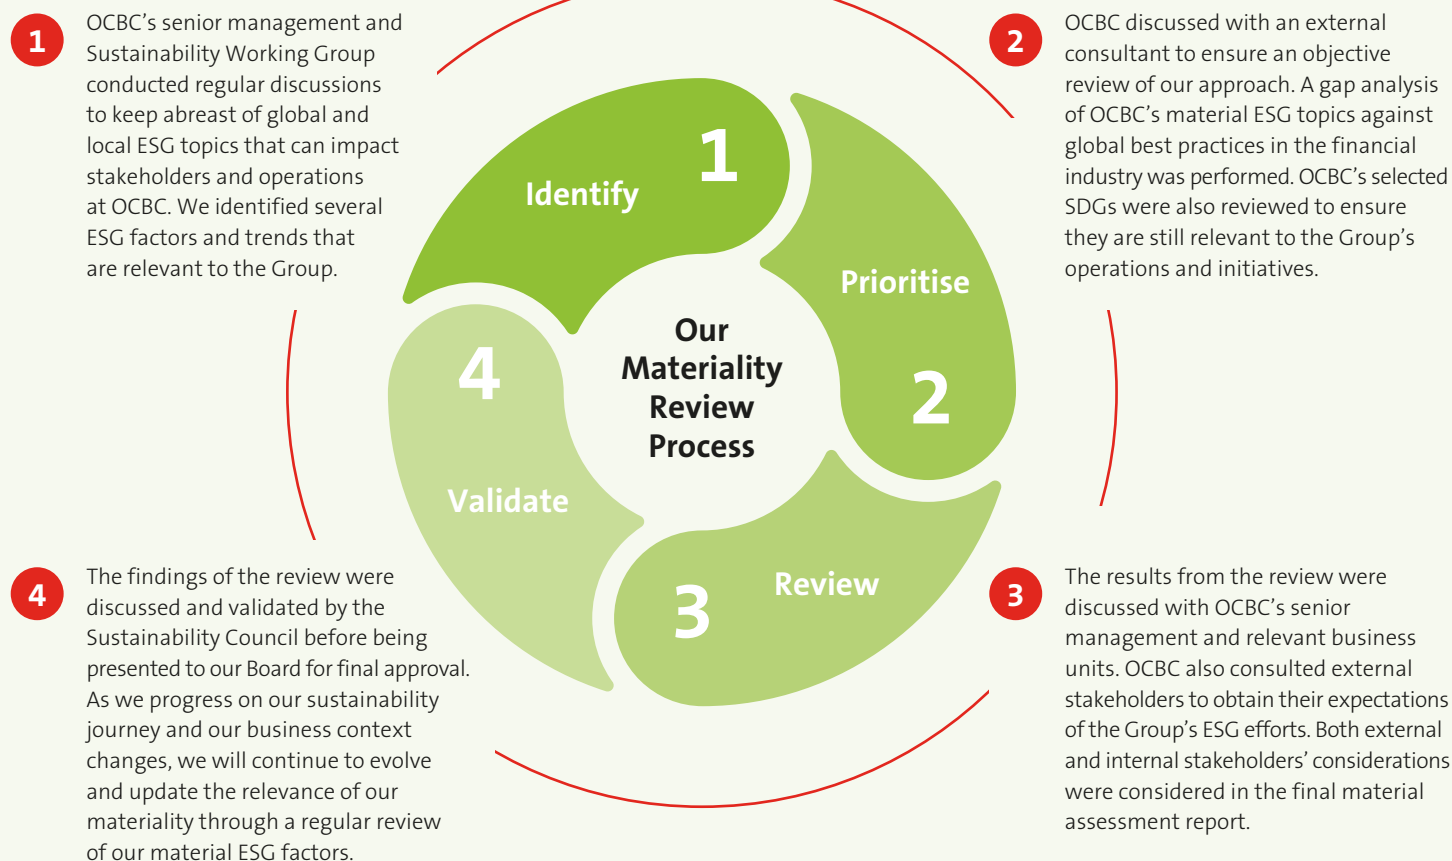 1
OCBC’s senior management and
Sustainability Working Group
conducted regular discussions
to keep abreast of global and
local ESG topics that can impact
stakeholders and operations
at OCBC. We identified several
ESG factors and trends that
are relevant to the Group.
2
OCBC discussed with an external
consultant to ensure an objective
review of our approach. A gap analysis
of OCBC’s material ESG topics against
global best practices in the financial
industry was performed. OCBC’s selected
SDGs were also reviewed to ensure
they are still relevant to the Group’s
operations and initiatives.
1
Identify
Prioritise
2
Our
Materiality
Review
Process
4
Validate
3
Review
4
The findings of the review were
discussed and validated by the
Sustainability Council before being
presented to our Board for final approval.
As we progress on our sustainability
journey and our business context
changes, we will continue to evolve
and update the relevance of our
materiality through a regular review
of our material ESG factors.
3
The results from the review were
discussed with OCBC’s senior
management and relevant business
units. OCBC also consulted external
stakeholders to obtain their expectations
of the Group’s ESG efforts. Both external
and internal stakeholders’ considerations
were considered in the final material
assessment report.